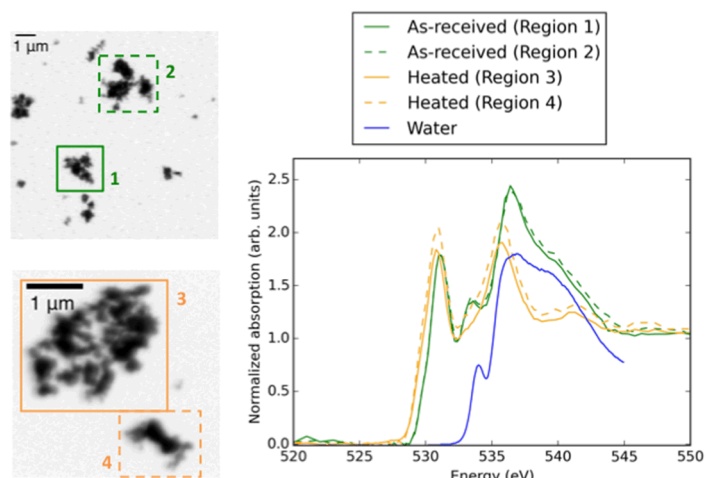 1 μm
2
1
1 μm
3
4
As-received (Region 1)
As-received (Region 2)
Heated (Region 3)
Heated (Region 4)
Water
Normalized absorption (arb. units)
2.5
2.0
1.5
1.0
0.5
0.0
520 525 530 535 540 545 550
Energy (eV)